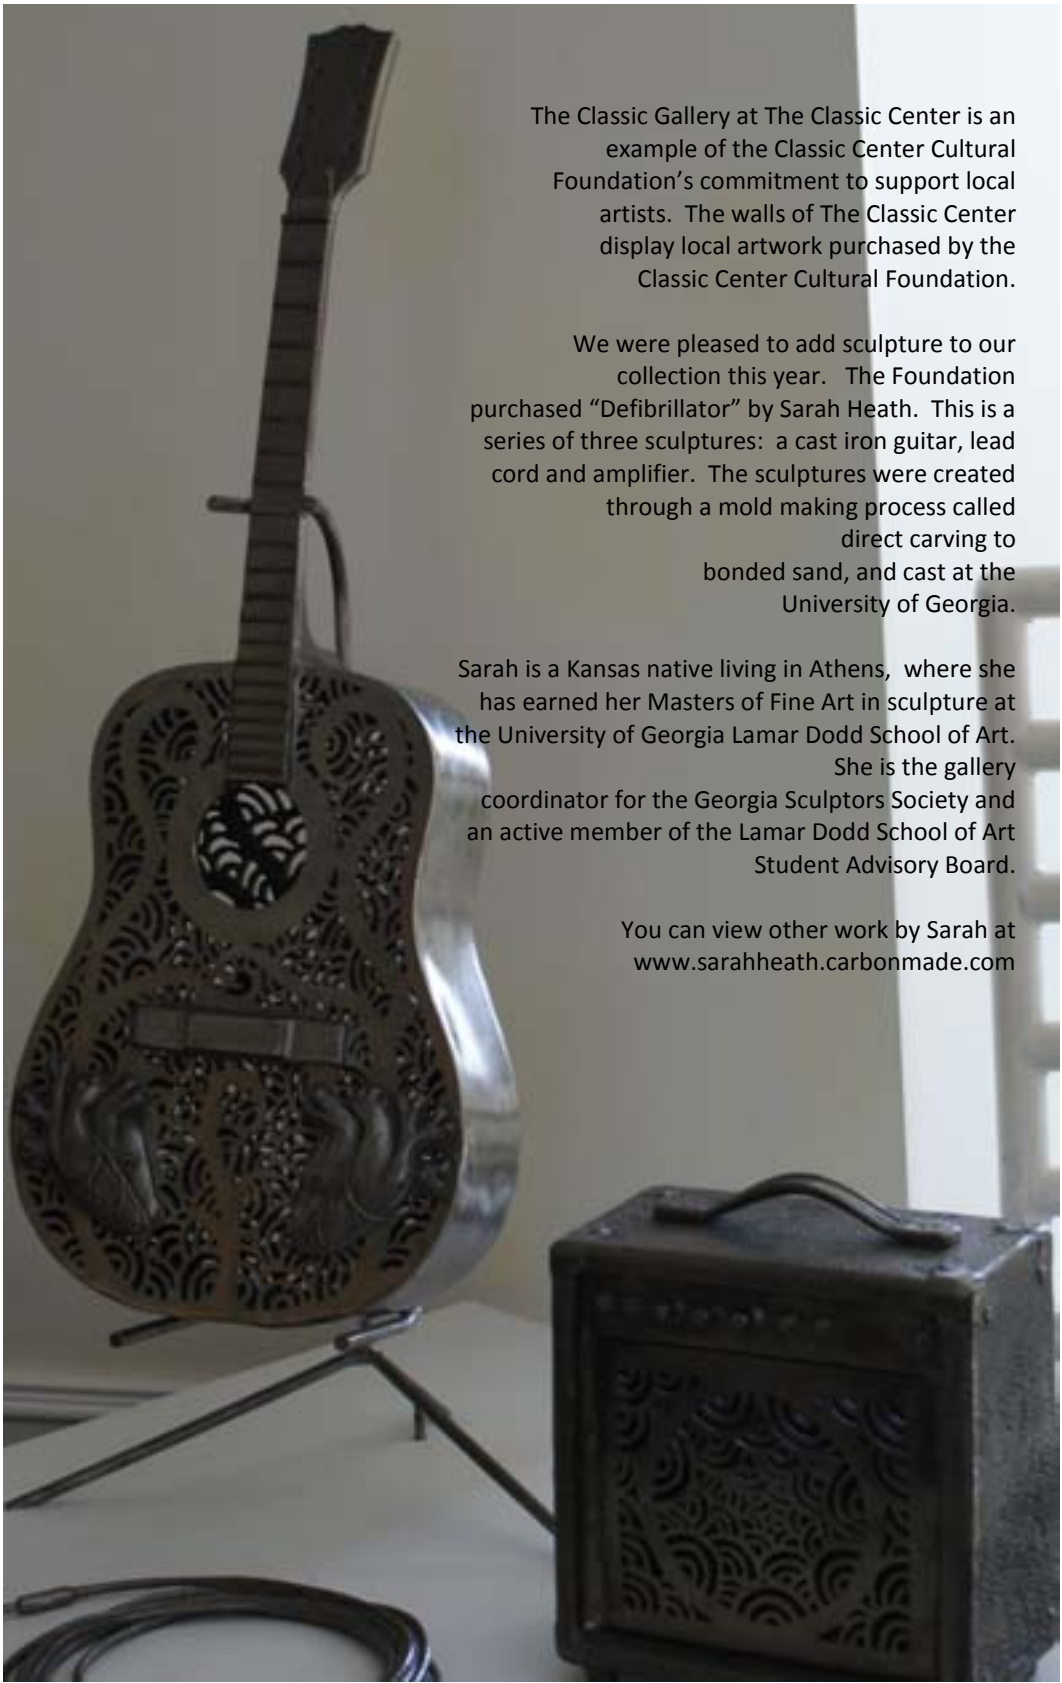 The Classic Gallery at The Classic Center is an
example of the Classic Center Cultural
Foundation’s commitment to support local
artists.  The walls of The Classic Center
display local artwork purchased by the
Classic Center Cultural Foundation.
We were pleased to add sculpture to our
collection this year.   The Foundation
purchased “Defibrillator” by Sarah Heath.  This is a
series of three sculptures:  a cast iron guitar, lead
cord and amplifier.  The sculptures were created
through a mold making process called
direct carving to
bonded sand, and cast at the
University of Georgia.
Sarah is a Kansas native living in Athens,  where she
has earned her Masters of Fine Art in sculpture at
the University of Georgia Lamar Dodd School of Art.
She is the gallery
coordinator for the Georgia Sculptors Society and
an active member of the Lamar Dodd School of Art
Student Advisory Board.
You can view other work by Sarah at
www.sarahheath.carbonmade.com